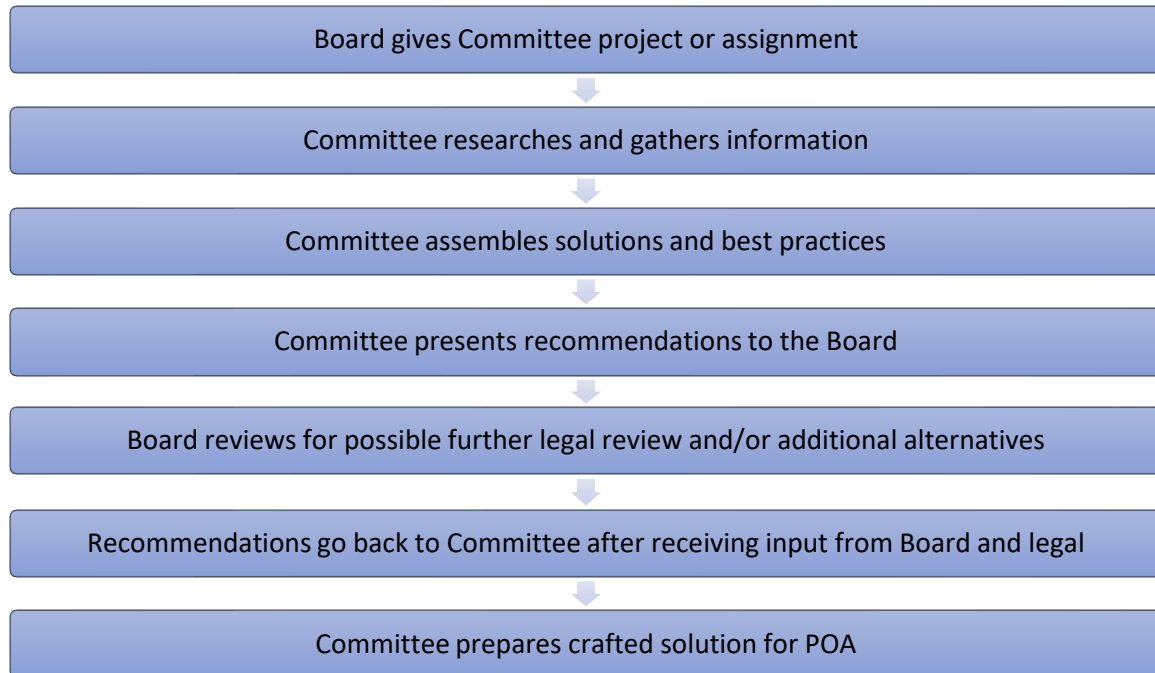 Board gives Committee project or assignment
Committee researches and gathers information
Committee assembles solutions and best practices
Committee presents recommendations to the Board
Board reviews for possible further legal review and/or additional alternatives
Recommendations go back to Committee after receiving input from Board and legal
Committee prepares crafted solution for POA